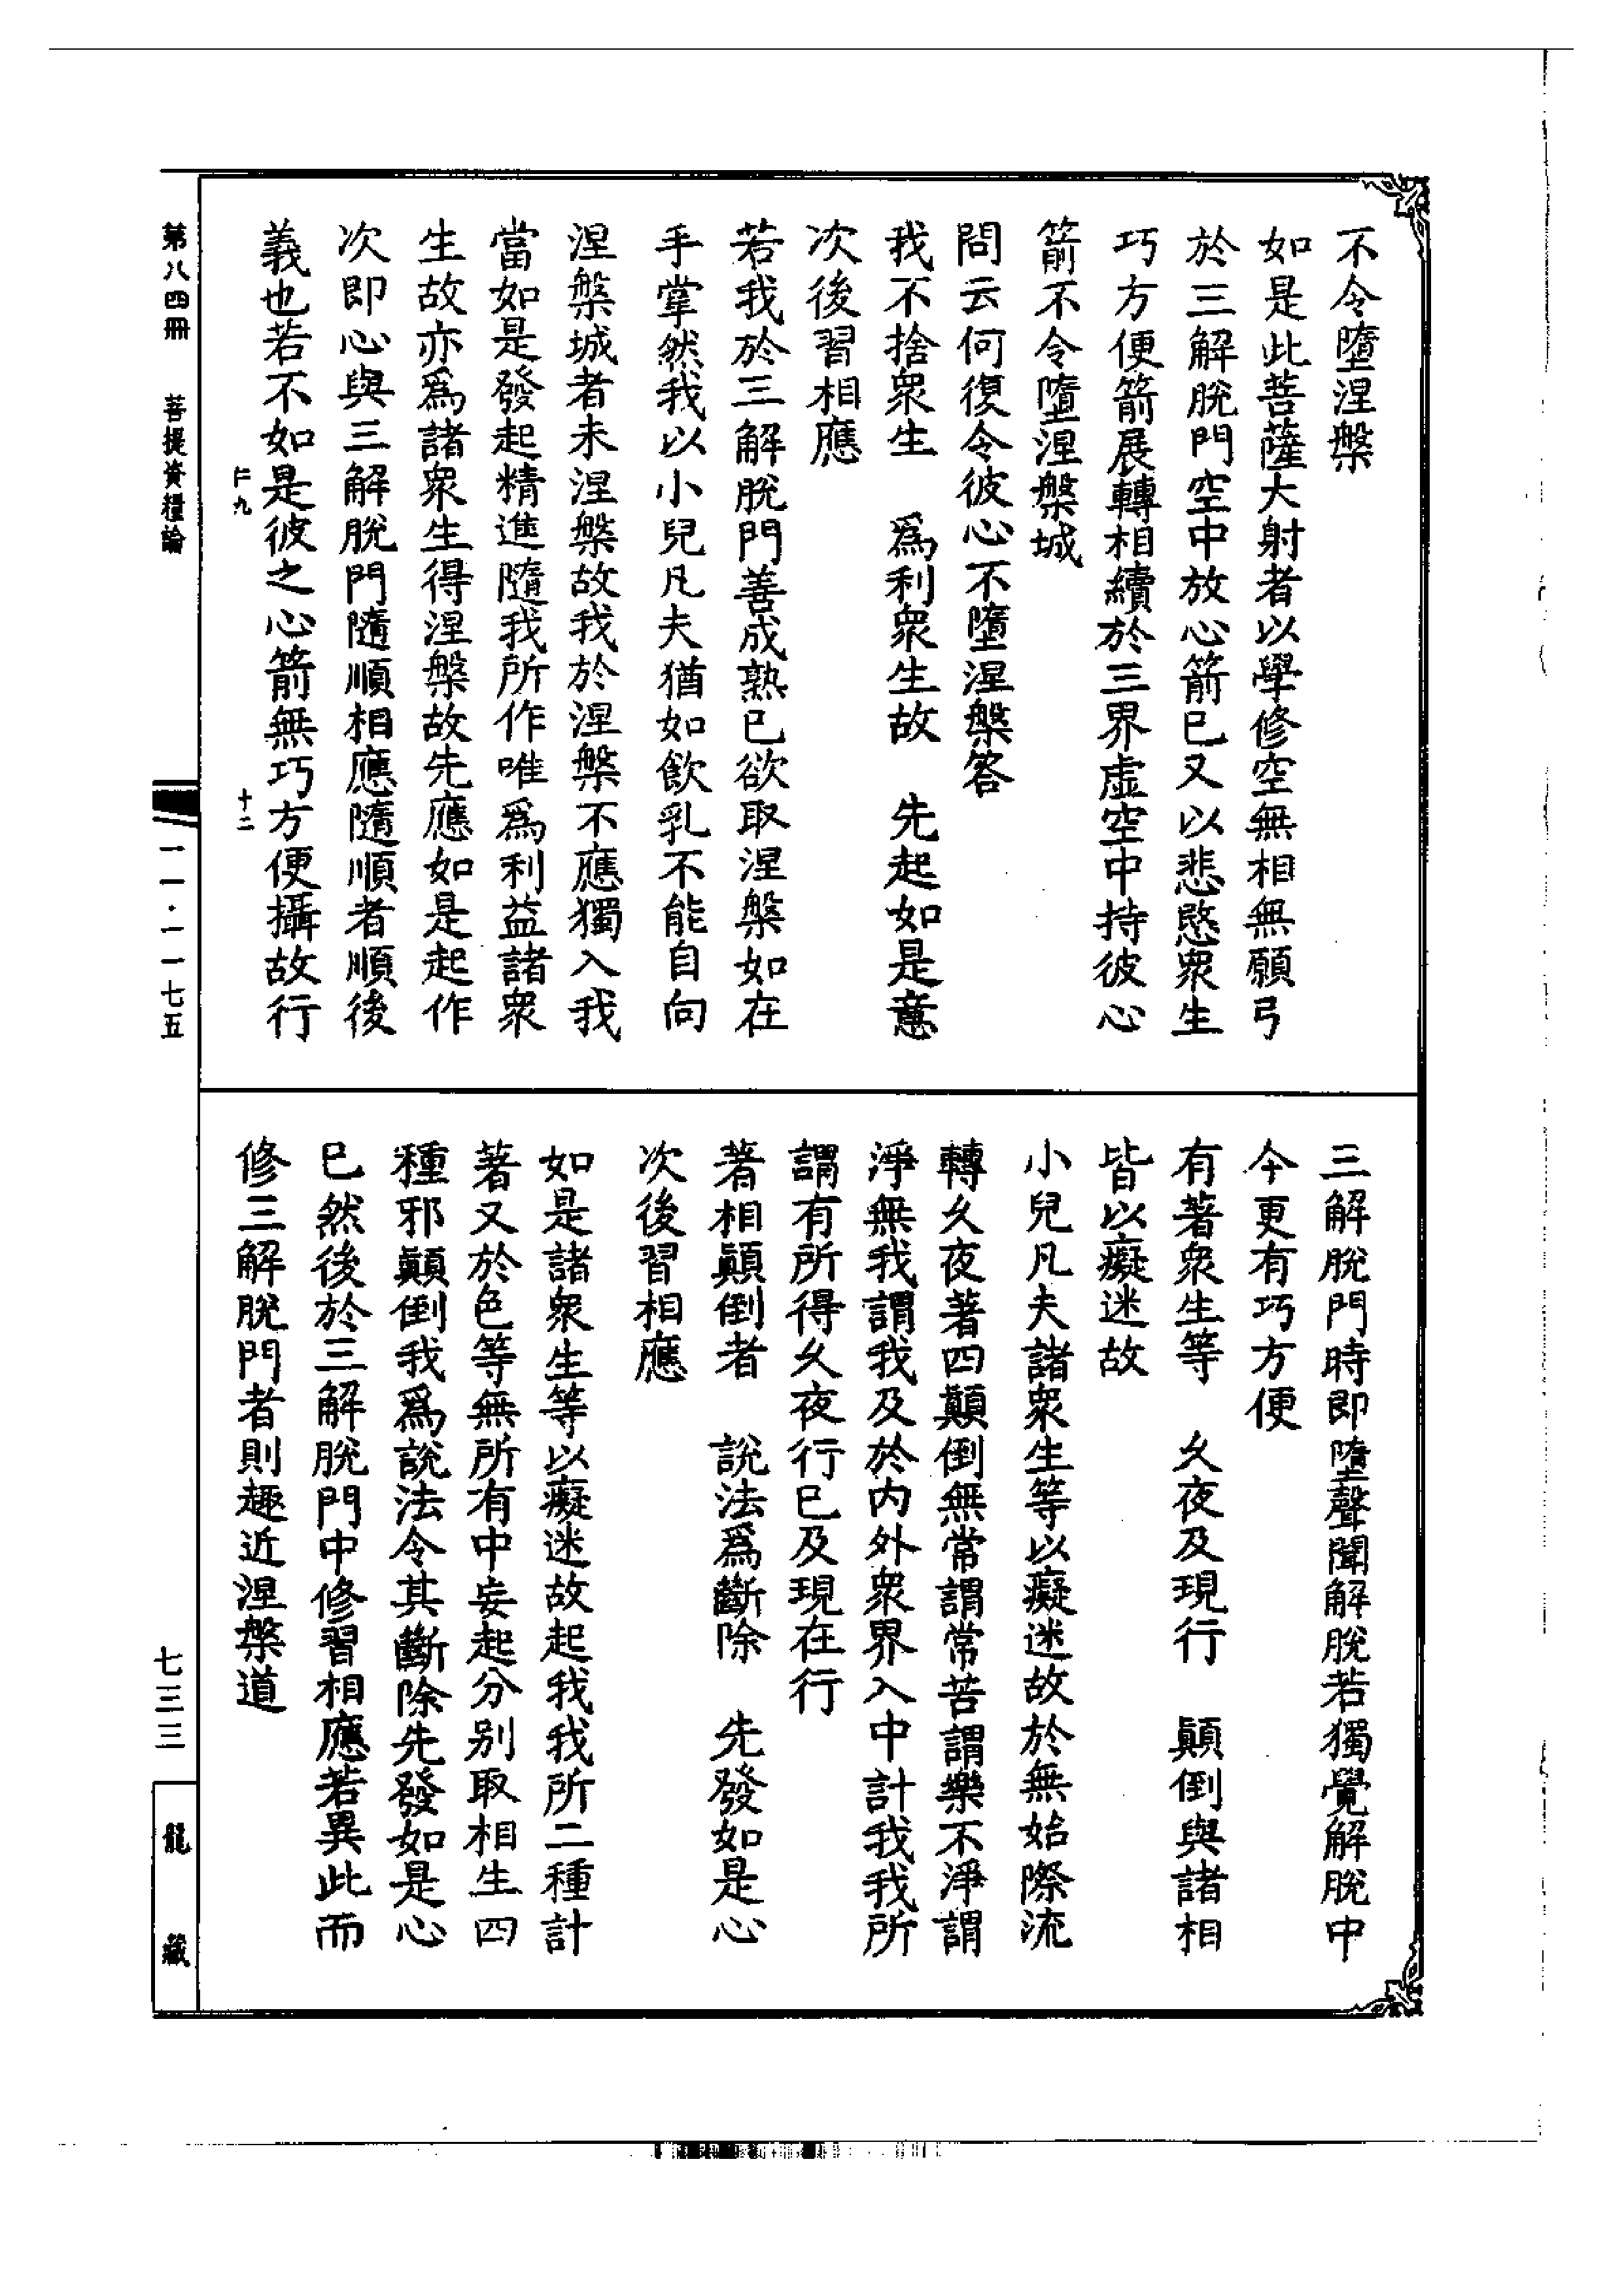 不令墮涅槃
如是此菩薩大射者以學修空無相無願弓
於三解脫門空中放心箭已又以悲愍衆生
巧方便箭展轉相續於三界虛空中持彼心
箭不令墮涅槃城
問云何復令彼心不墮涅槃答
我不捨衆生　爲利衆生故　先起如是意
次後習相應
若我於三解脫門善成熟已欲取涅槃如在
手掌然我以小兒凡夫猶如飲乳不能自向
涅槃城者未涅槃故我於涅槃不應獨入我
當如是發起精進隨我所作唯爲利益諸衆
生故亦爲諸衆生得涅槃故先應如是起作
次即心與三解脫門隨順相應隨順者順後
義也若不如是彼之心箭無巧方便攝故行
仁九　十二
三解脫門時即墮聲聞解脫若獨覺解脫中
今更有巧方便
有著衆生等　久夜及現行　顛倒與諸相
皆以癡迷故
小兒凡夫諸衆生等以癡迷故於無始際流
轉久夜著四顛倒無常謂常苦謂樂不淨謂
淨無我謂我及於內外衆界入中計我我所
謂有所得久夜行已及現在行
著相顛倒者　說法爲斷除　先發如是心
次後習相應
如是諸衆生等以癡迷故起我我所二種計
著又於色等無所有中妄起分別取相生四
種邪顛倒我爲說法令其斷除先發如是心
已然後於三解脫門中修習相應若異此而
修三解脫門者則趣近涅槃道
第八四冊　菩提資糧論
一一·一一七五
七三三
龍藏